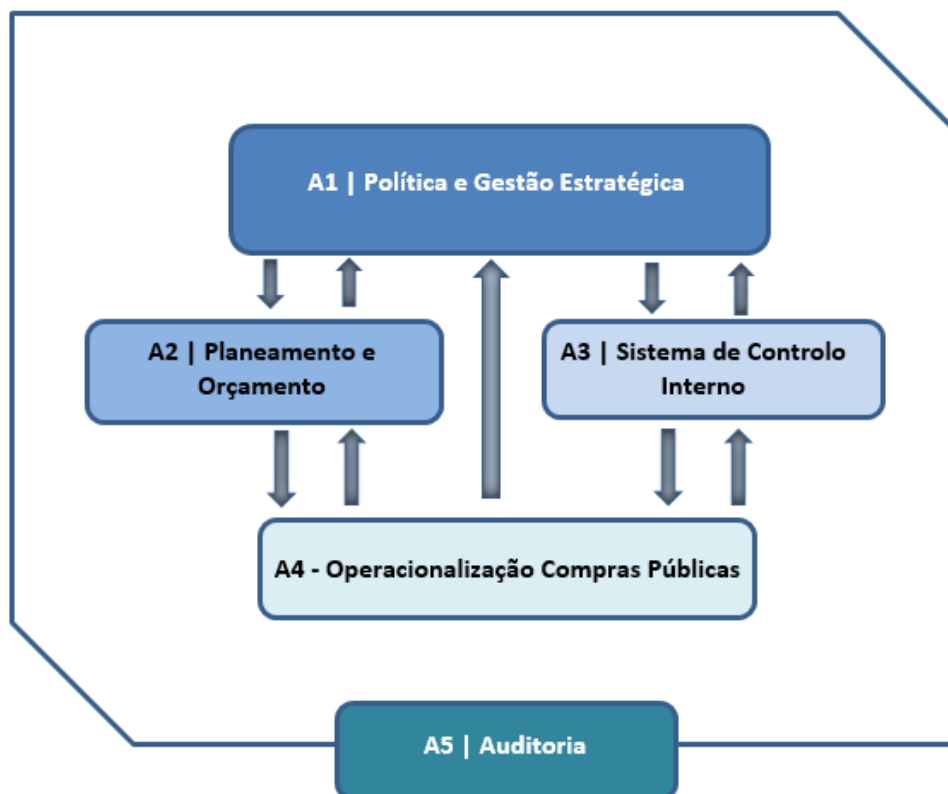 A1 | Política e Gestão Estratégica
A2 | Planeamento e
Orçamento
A3 | Sistema de Controlo
Interno
A4 - Operacionalização Compras Públicas
A5 | Auditoria